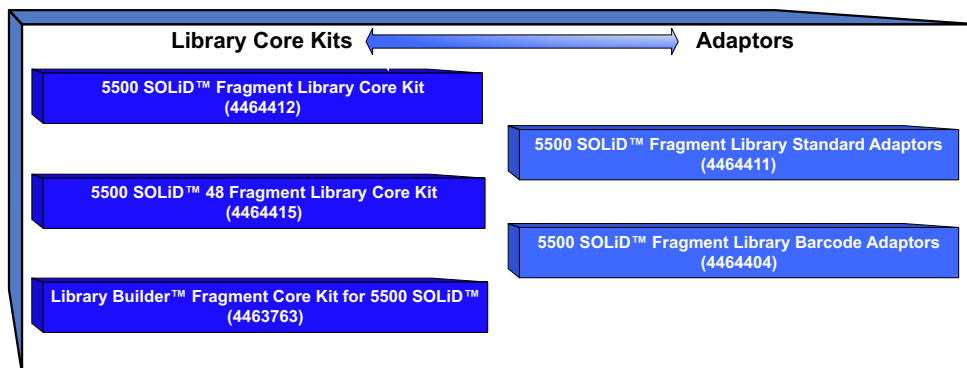 Library Core Kits
Adaptors
5500 SOLiD™ Fragment Library Core Kit
(4464412)
5500 SOLiD™ Fragment Library Standard Adaptors
(4464411)
5500 SOLiD™ 48 Fragment Library Core Kit
(4464415)
5500 SOLiD™ Fragment Library Barcode Adaptors
(4464404)
Library Builder™ Fragment Core Kit for 5500 SOLiD™
(4463763)